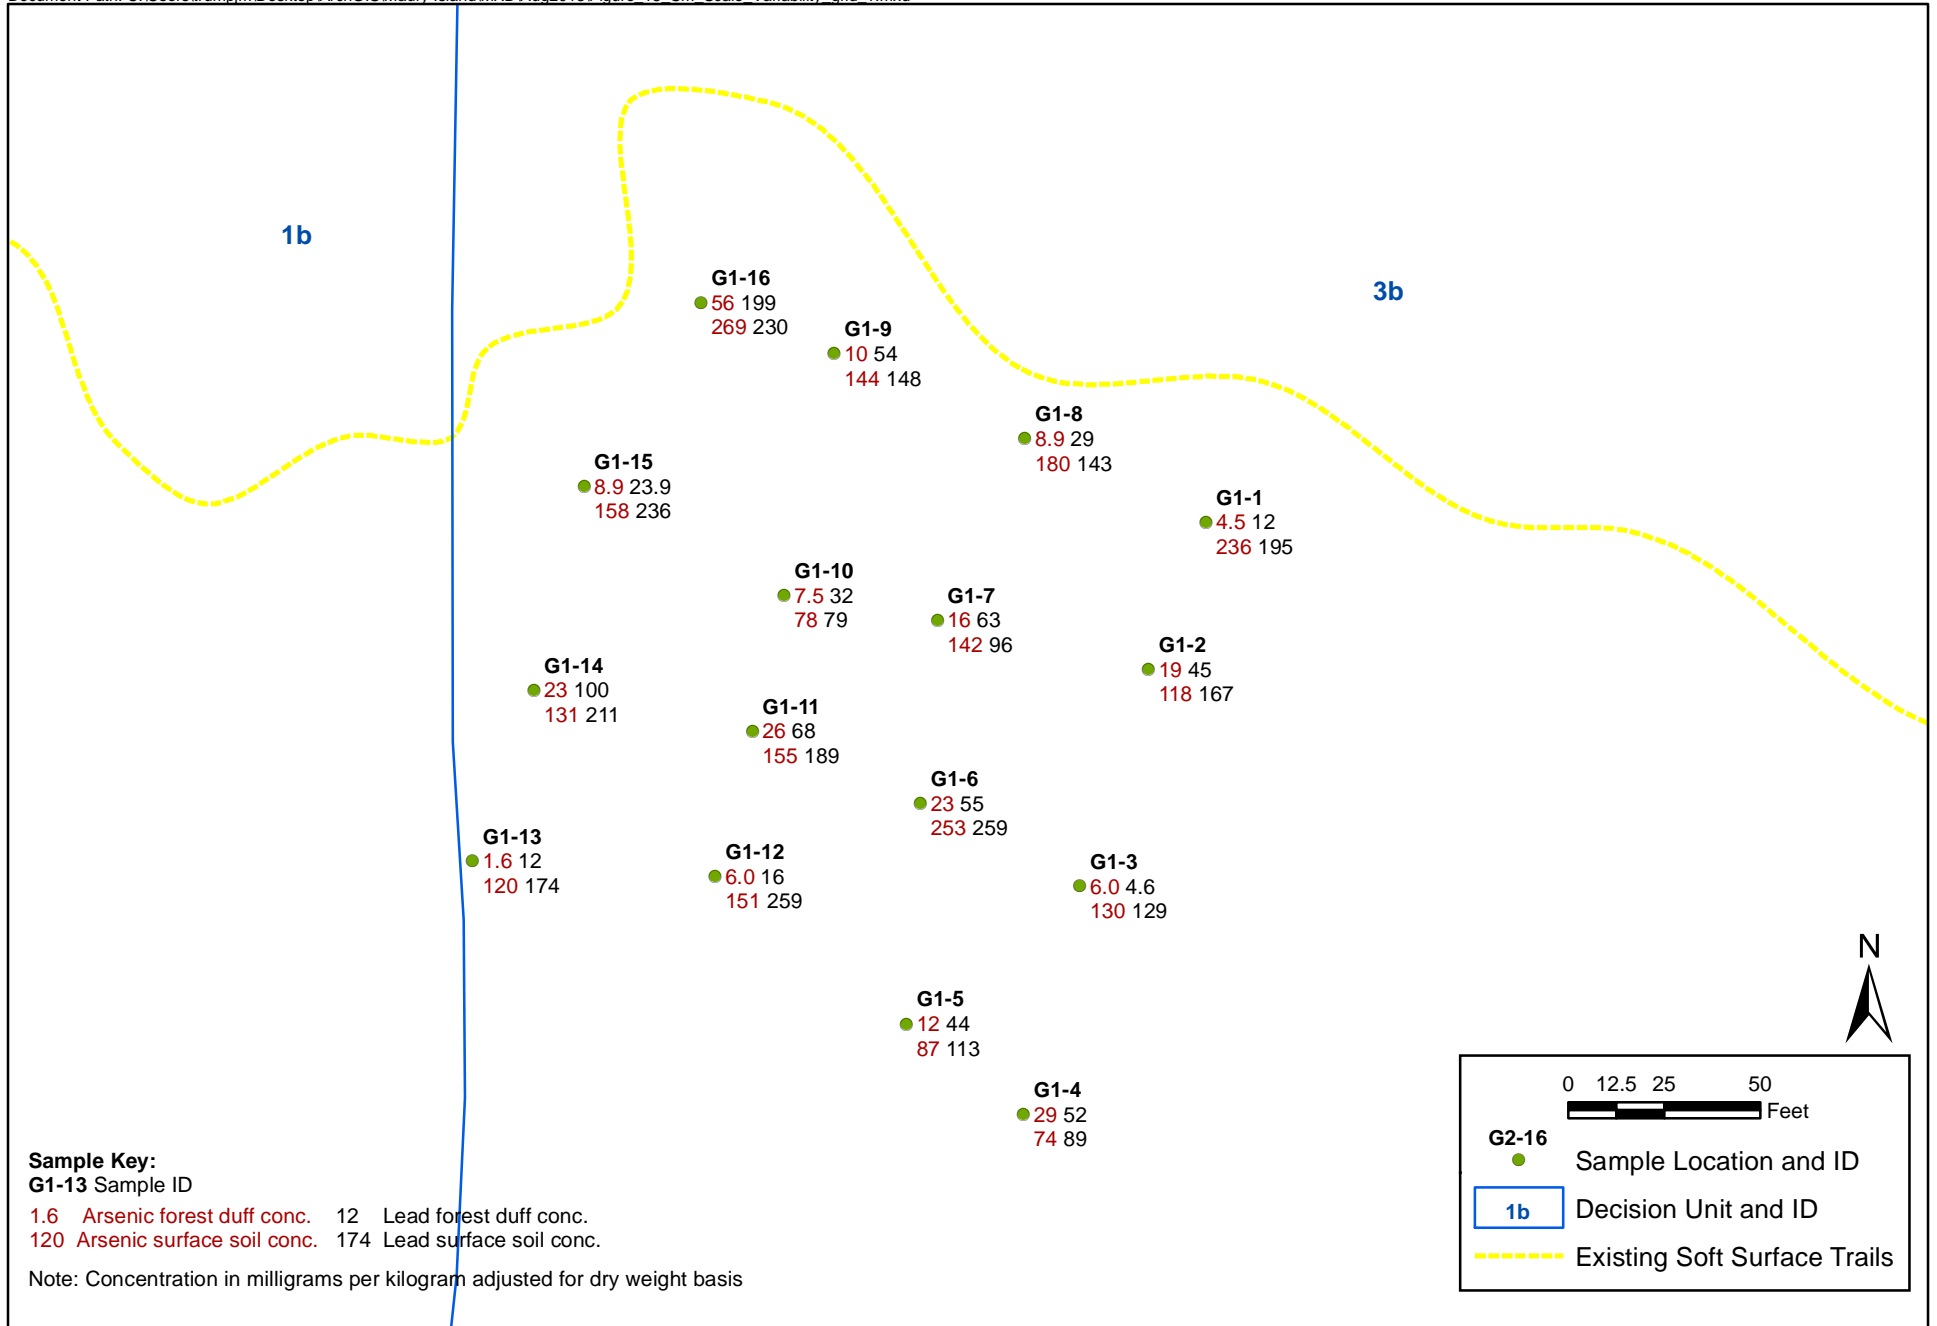 1b
3b
G1-16
56 199
269 230
G1-9
10 54
144 148
G1-8
8.9 29
180 143
G1-15
8.9 23.9
158 236
G1-1
4.5 12
236 195
G1-10
7.5 32
78 79
G1-7
16 63
142 96
G1-2
19 45
118 167
G1-14
23 100
131 211
G1-11
26 68
155 189
G1-6
23 55
253 259
G1-13
1.6 12
120 174
G1-12
6.0 16
151 259
G1-3
6.0 4.6
130 129
G1-5
12 44
87 113
G1-4
29 52
74 89
N
0 12.5 25 50
Feet
G2-16
Sample Location and ID
1b Decision Unit and ID
Existing Soft Surface Trails
Sample Key:
G1-13 Sample ID
1.6 Arsenic forest duff conc. 12 Lead forest duff conc.
120 Arsenic surface soil conc. 174 Lead surface soil conc.
Note: Concentration in milligrams per kilogram adjusted for dry weight basis